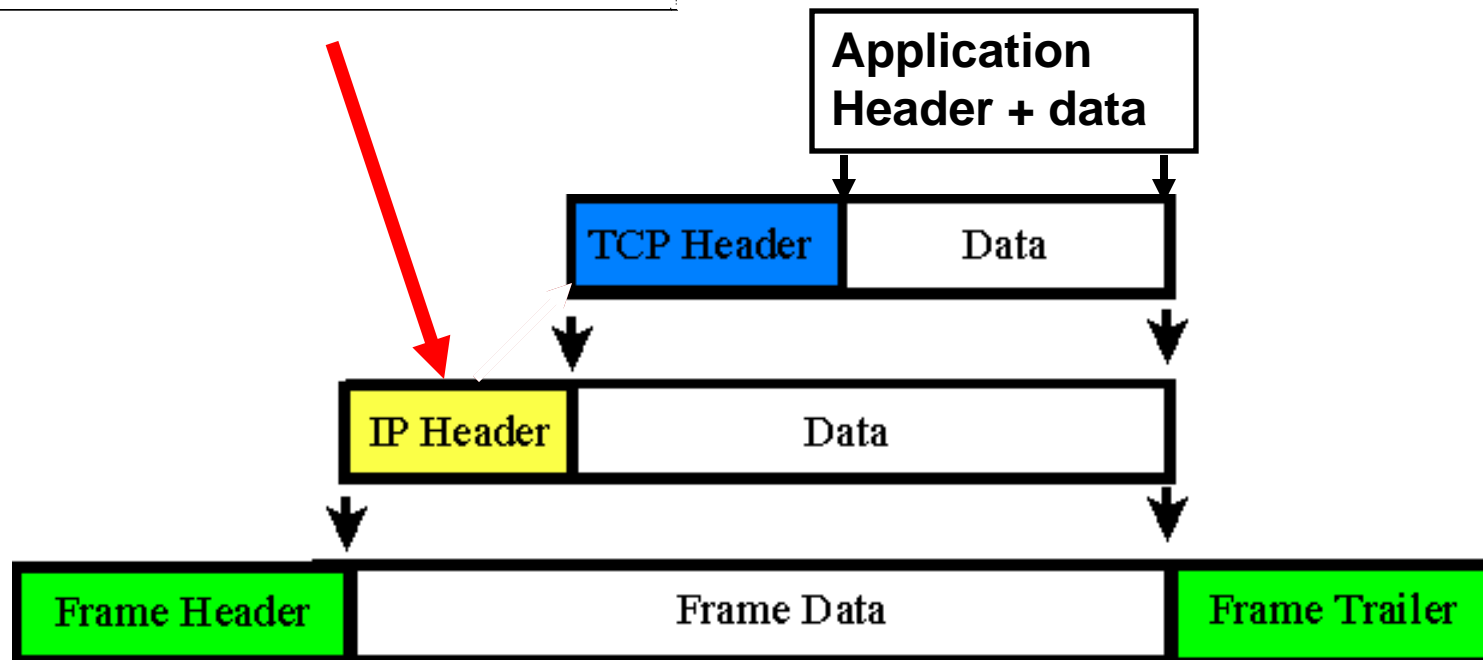 Application
Header + data
TCP Header
Data
IP Header
Data
Frame Header
Frame Data
Frame Trailer